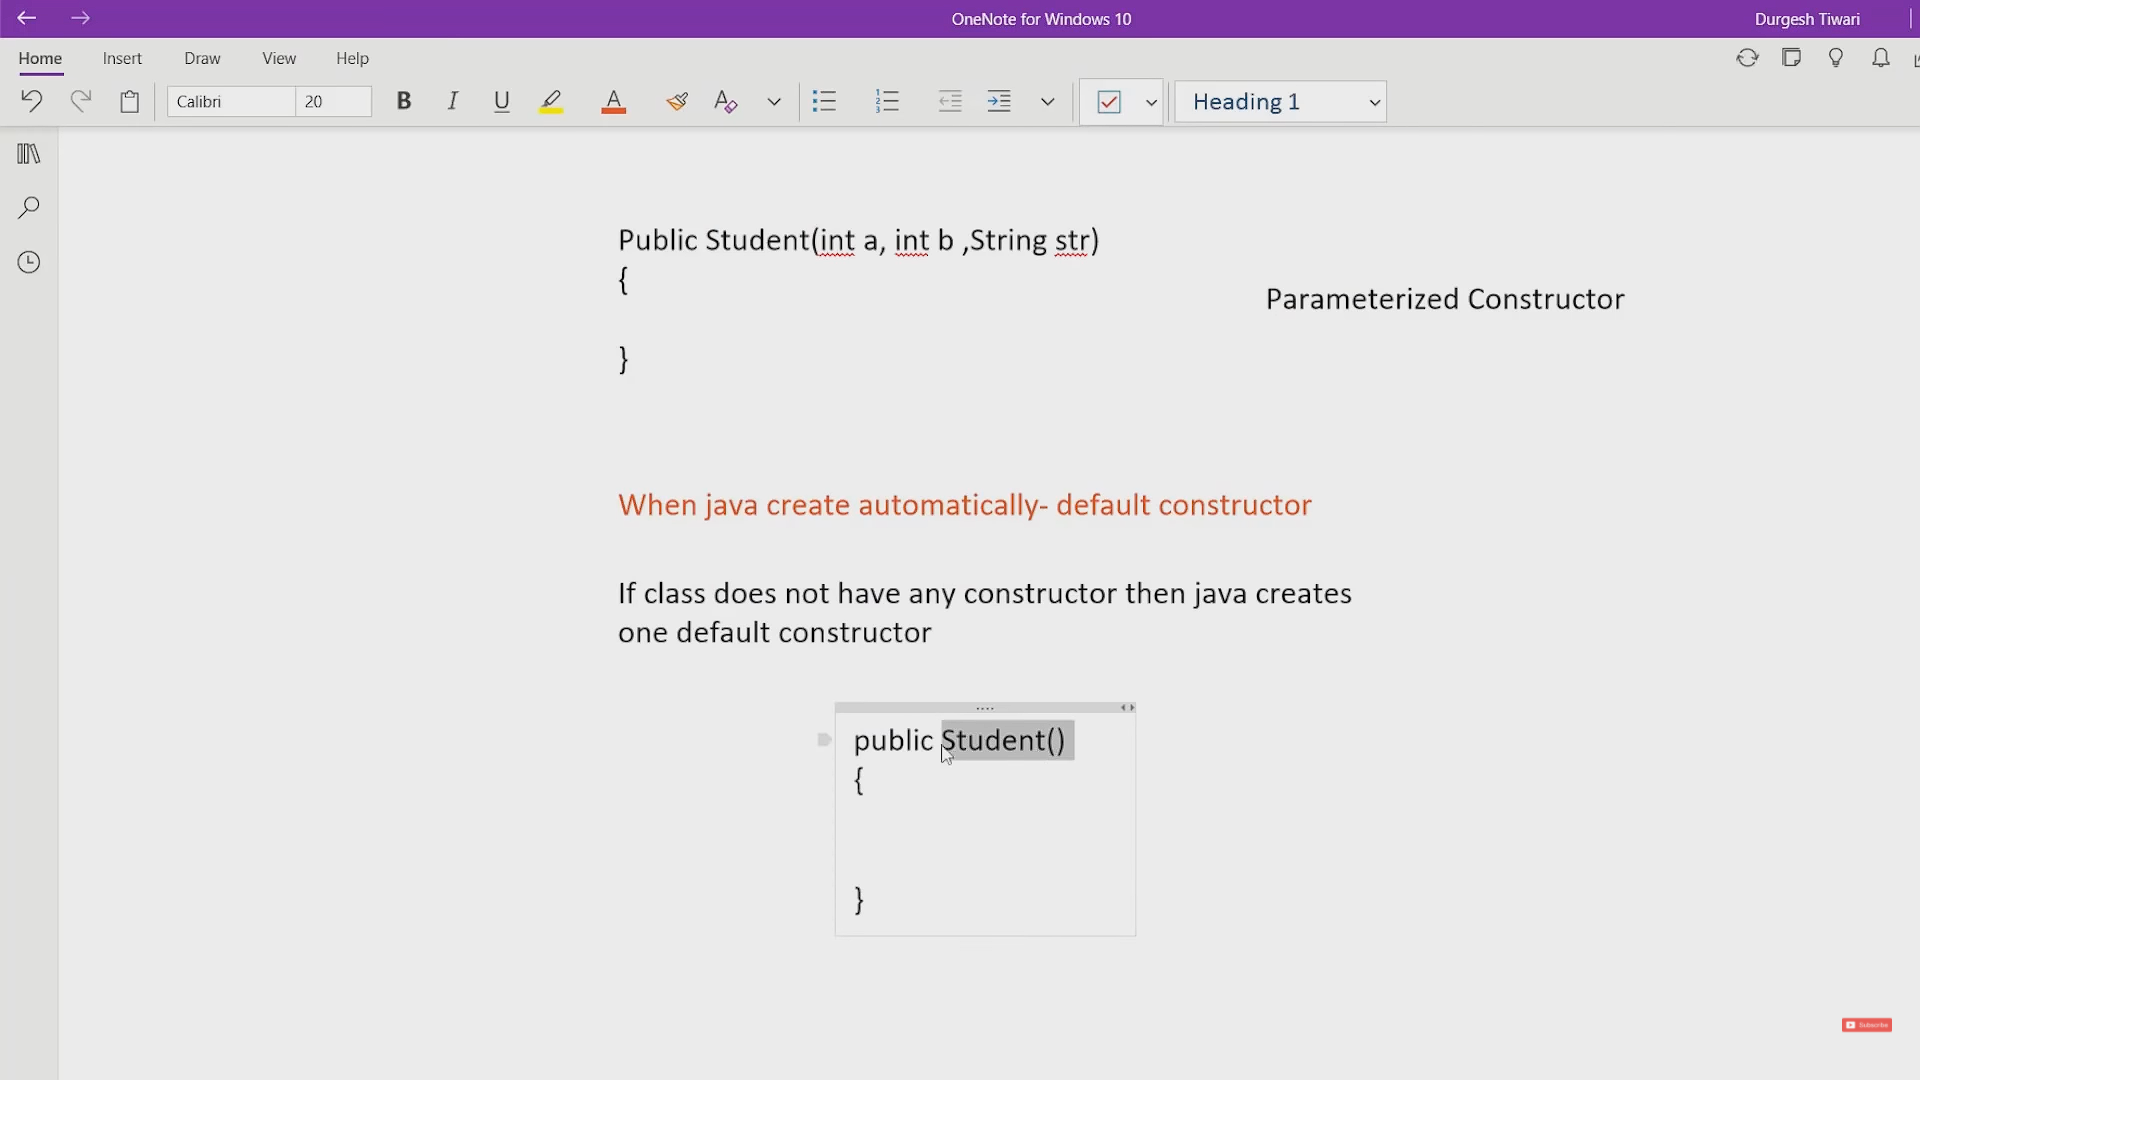 OneNote for Windows 10
Durgesh Tiwari
Home Insert Draw View Help
Calibri 20 B I U A A Heading 1
Public Student(int a, int b ,String str)
{
Parameterized Constructor
}
When java create automatically- default constructor
If class does not have any constructor then java creates
one default constructor
public Student()
{
}
Subscribe